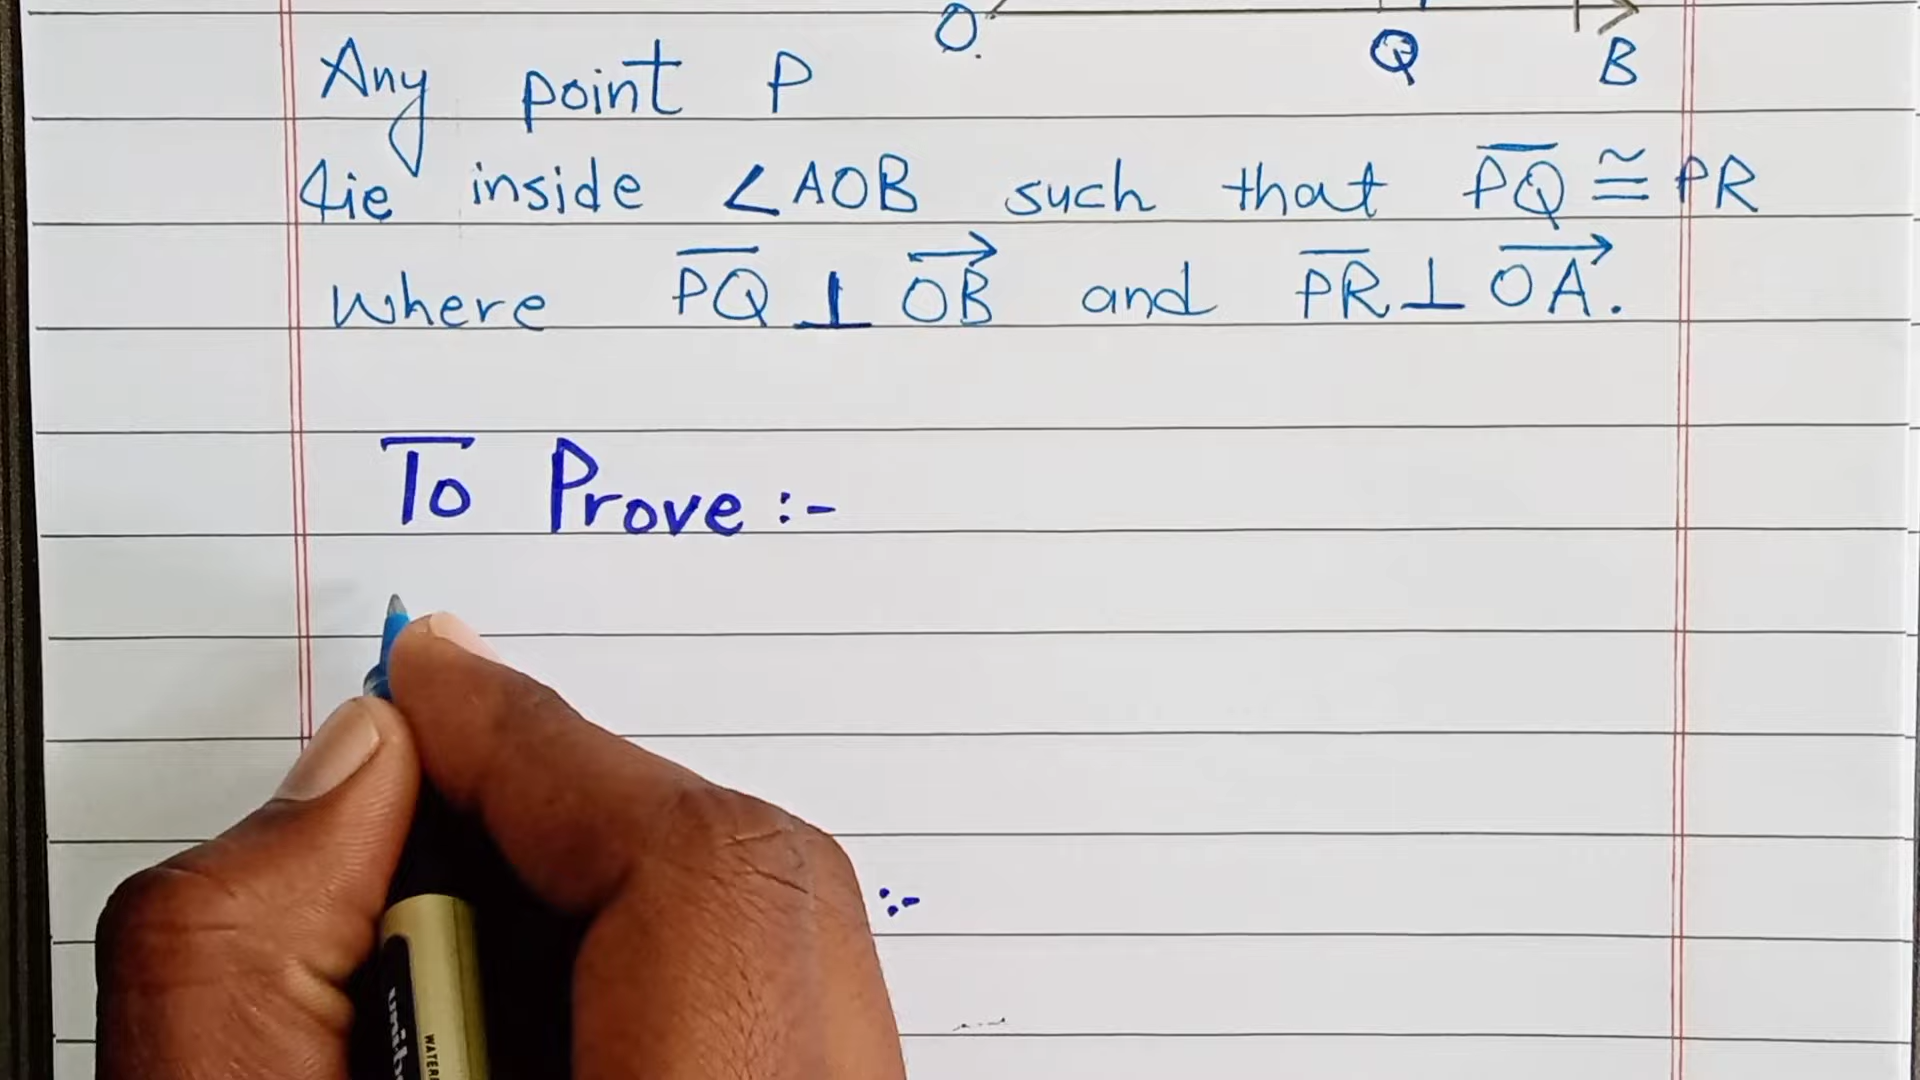 O. Q B
Any point P
lie inside ∠AOB such that P̅Q̅ ≅ PR
where P̅Q̅ ⊥ O⃗B⃗ and P̅R̅ ⊥ O⃗A⃗.
To Prove :-
:-